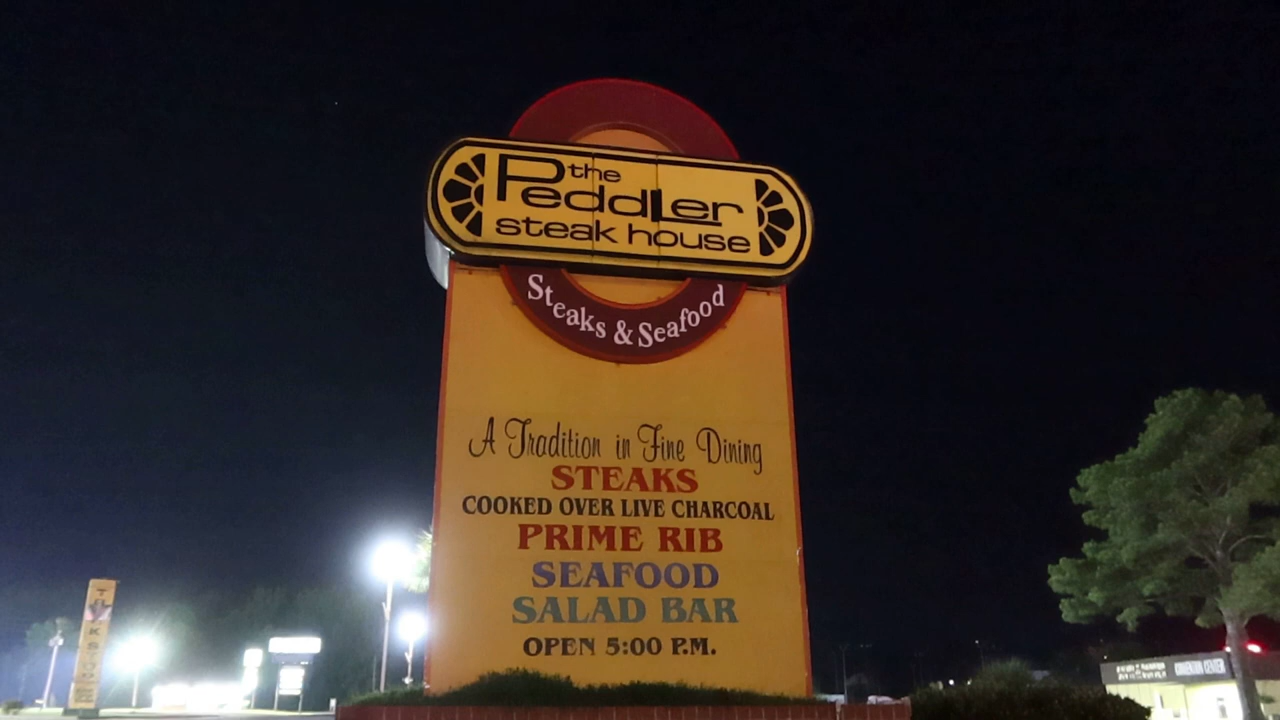 the
Peddler
steak house
Steaks & Seafood
A Tradition in Fine Dining
STEAKS
COOKED OVER LIVE CHARCOAL
PRIME RIB
SEAFOOD
SALAD BAR
OPEN 5:00 P.M.
CONVENTION CENTER